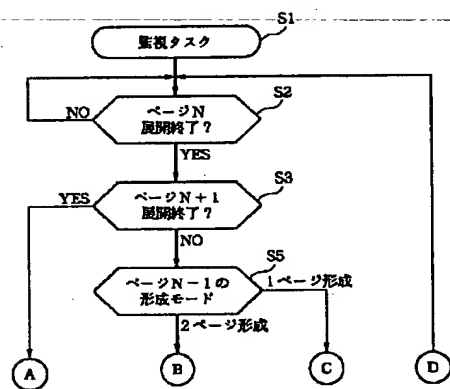 S1
監視タスク
S2
NO
ページN
展開終了?
YES
S3
YES
ページN+1
展開終了?
NO
S5
ページN-1の
形成モード
1ページ形成
2ページ形成
A
B
C
D